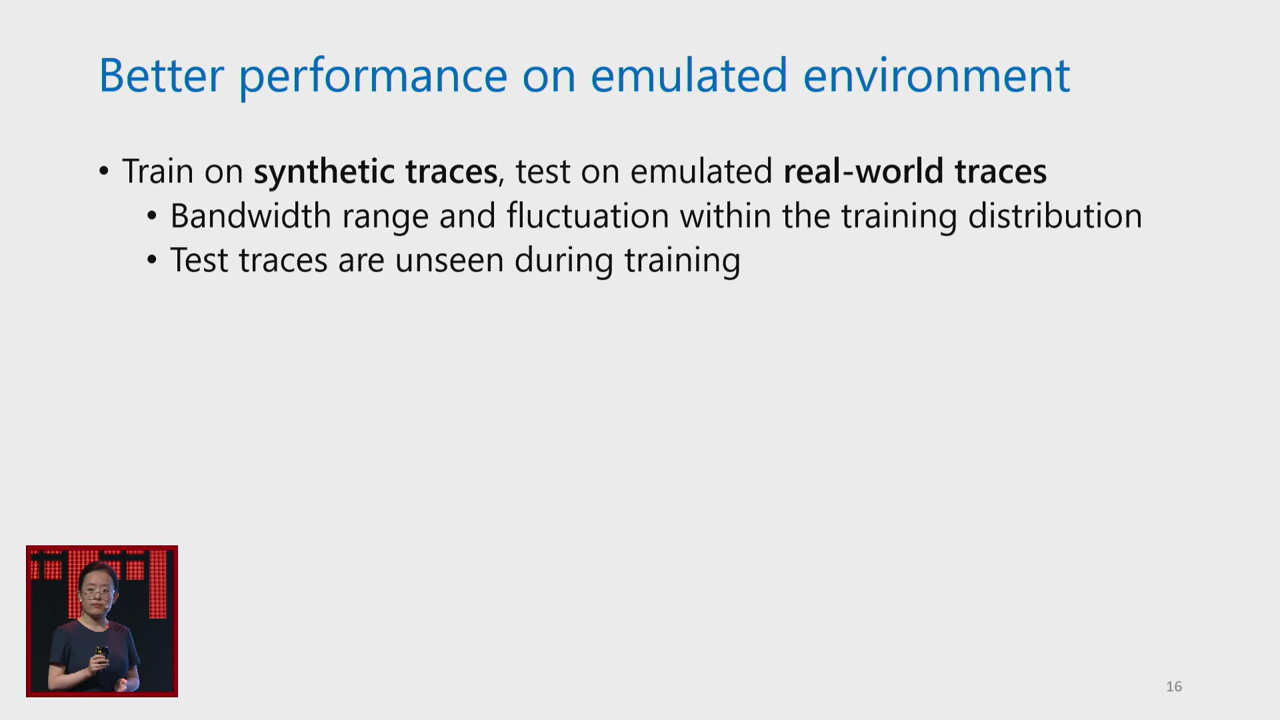 Better performance on emulated environment
• Train on synthetic traces, test on emulated real-world traces
• Bandwidth range and fluctuation within the training distribution
• Test traces are unseen during training
16